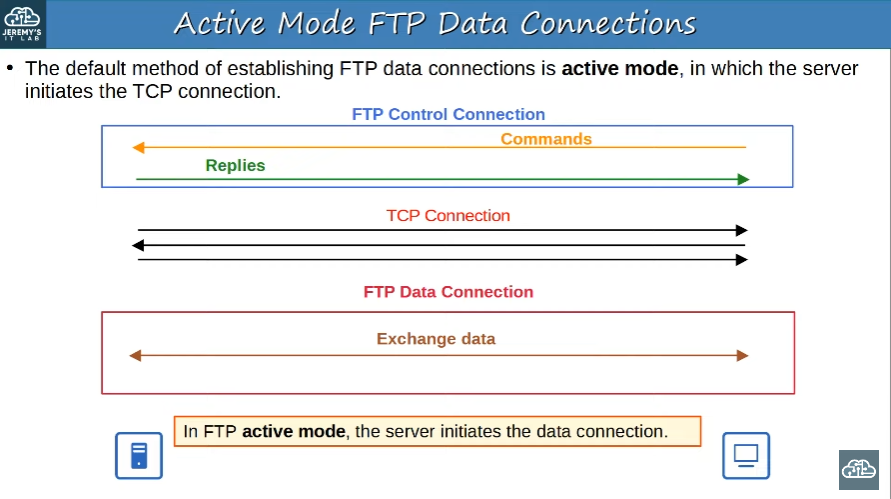 JEREMY'S
IT LAB
Active Mode FTP Data Connections
• The default method of establishing FTP data connections is active mode, in which the server
initiates the TCP connection.
FTP Control Connection
Commands
Replies
TCP Connection
FTP Data Connection
Exchange data
In FTP active mode, the server initiates the data connection.